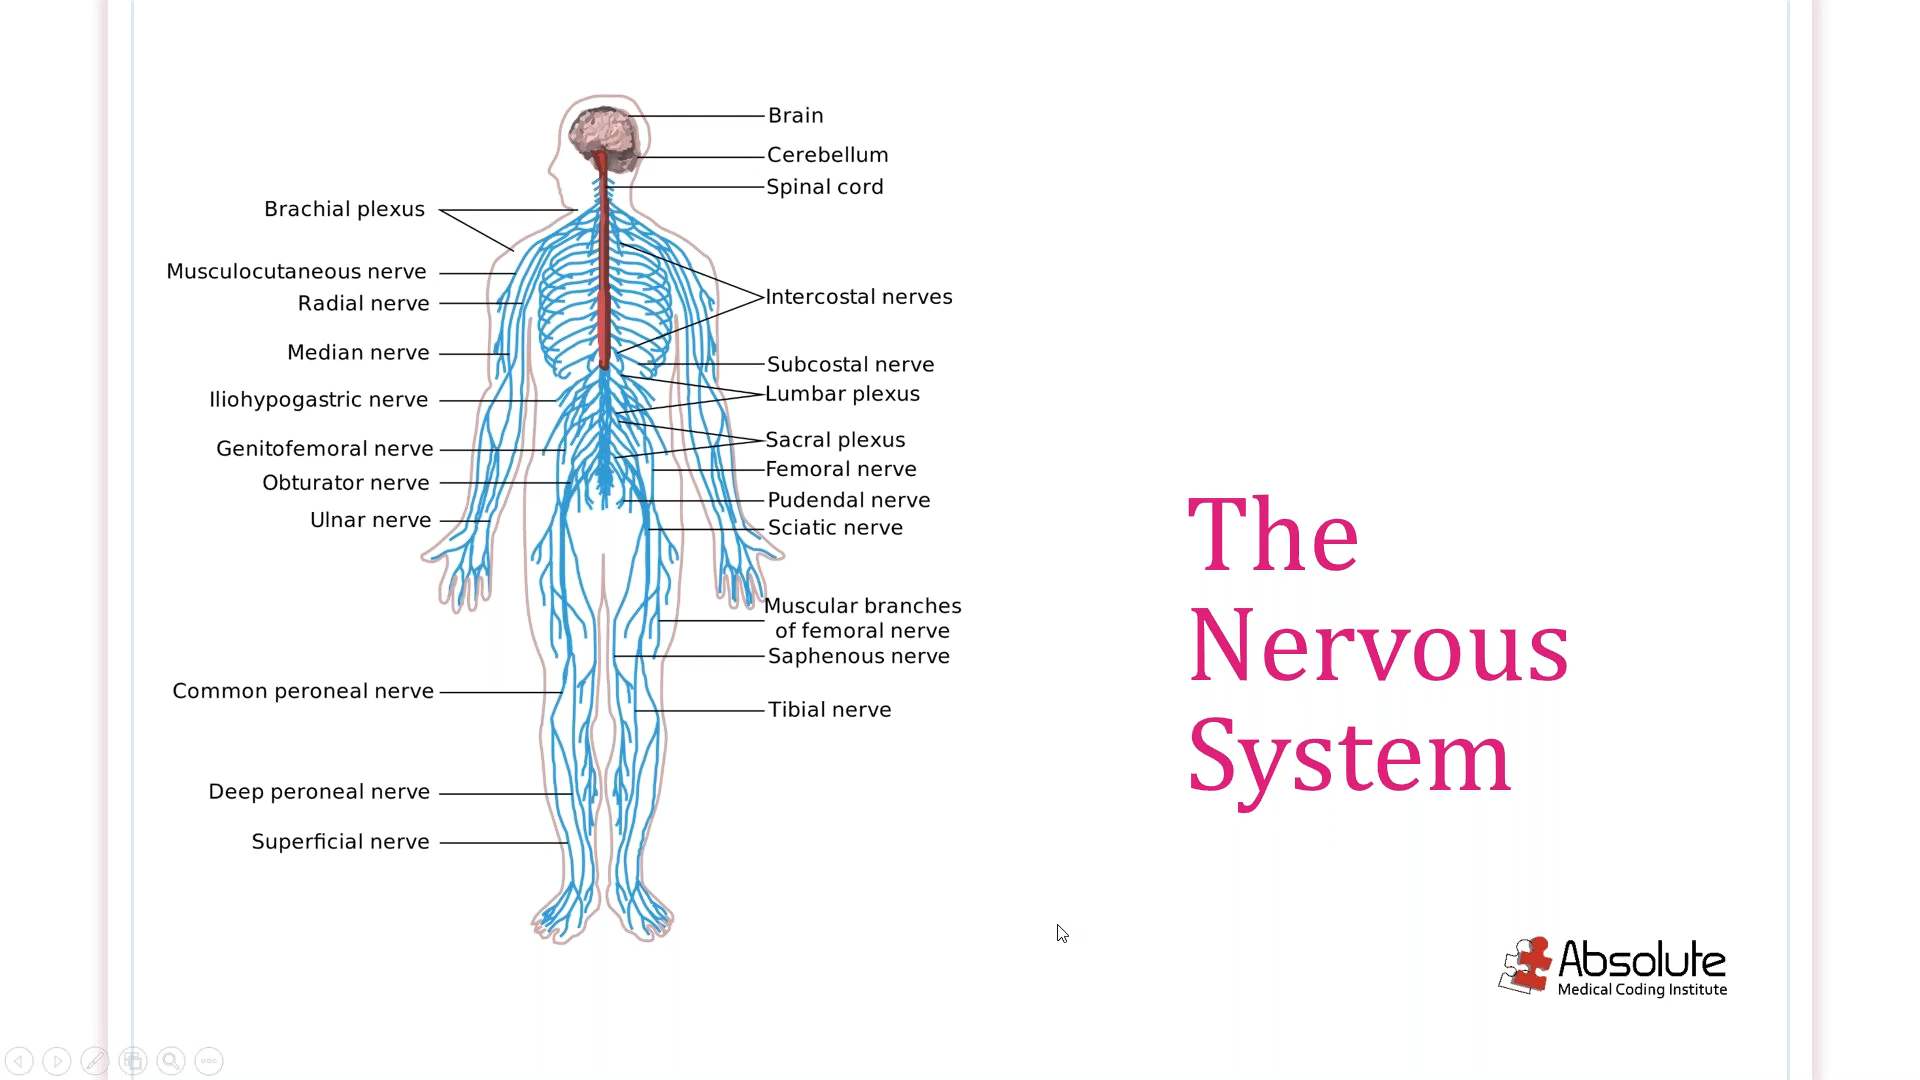 Brain
Cerebellum
Spinal cord
Brachial plexus
Musculocutaneous nerve
Radial nerve
Intercostal nerves
Median nerve
Subcostal nerve
Lumbar plexus
Iliohypogastric nerve
Sacral plexus
Genitofemoral nerve
Femoral nerve
Obturator nerve
Pudendal nerve
Ulnar nerve
Sciatic nerve
Muscular branches
of femoral nerve
Saphenous nerve
Common peroneal nerve
Tibial nerve
Deep peroneal nerve
Superficial nerve
The
Nervous
System
Absolute
Medical Coding Institute